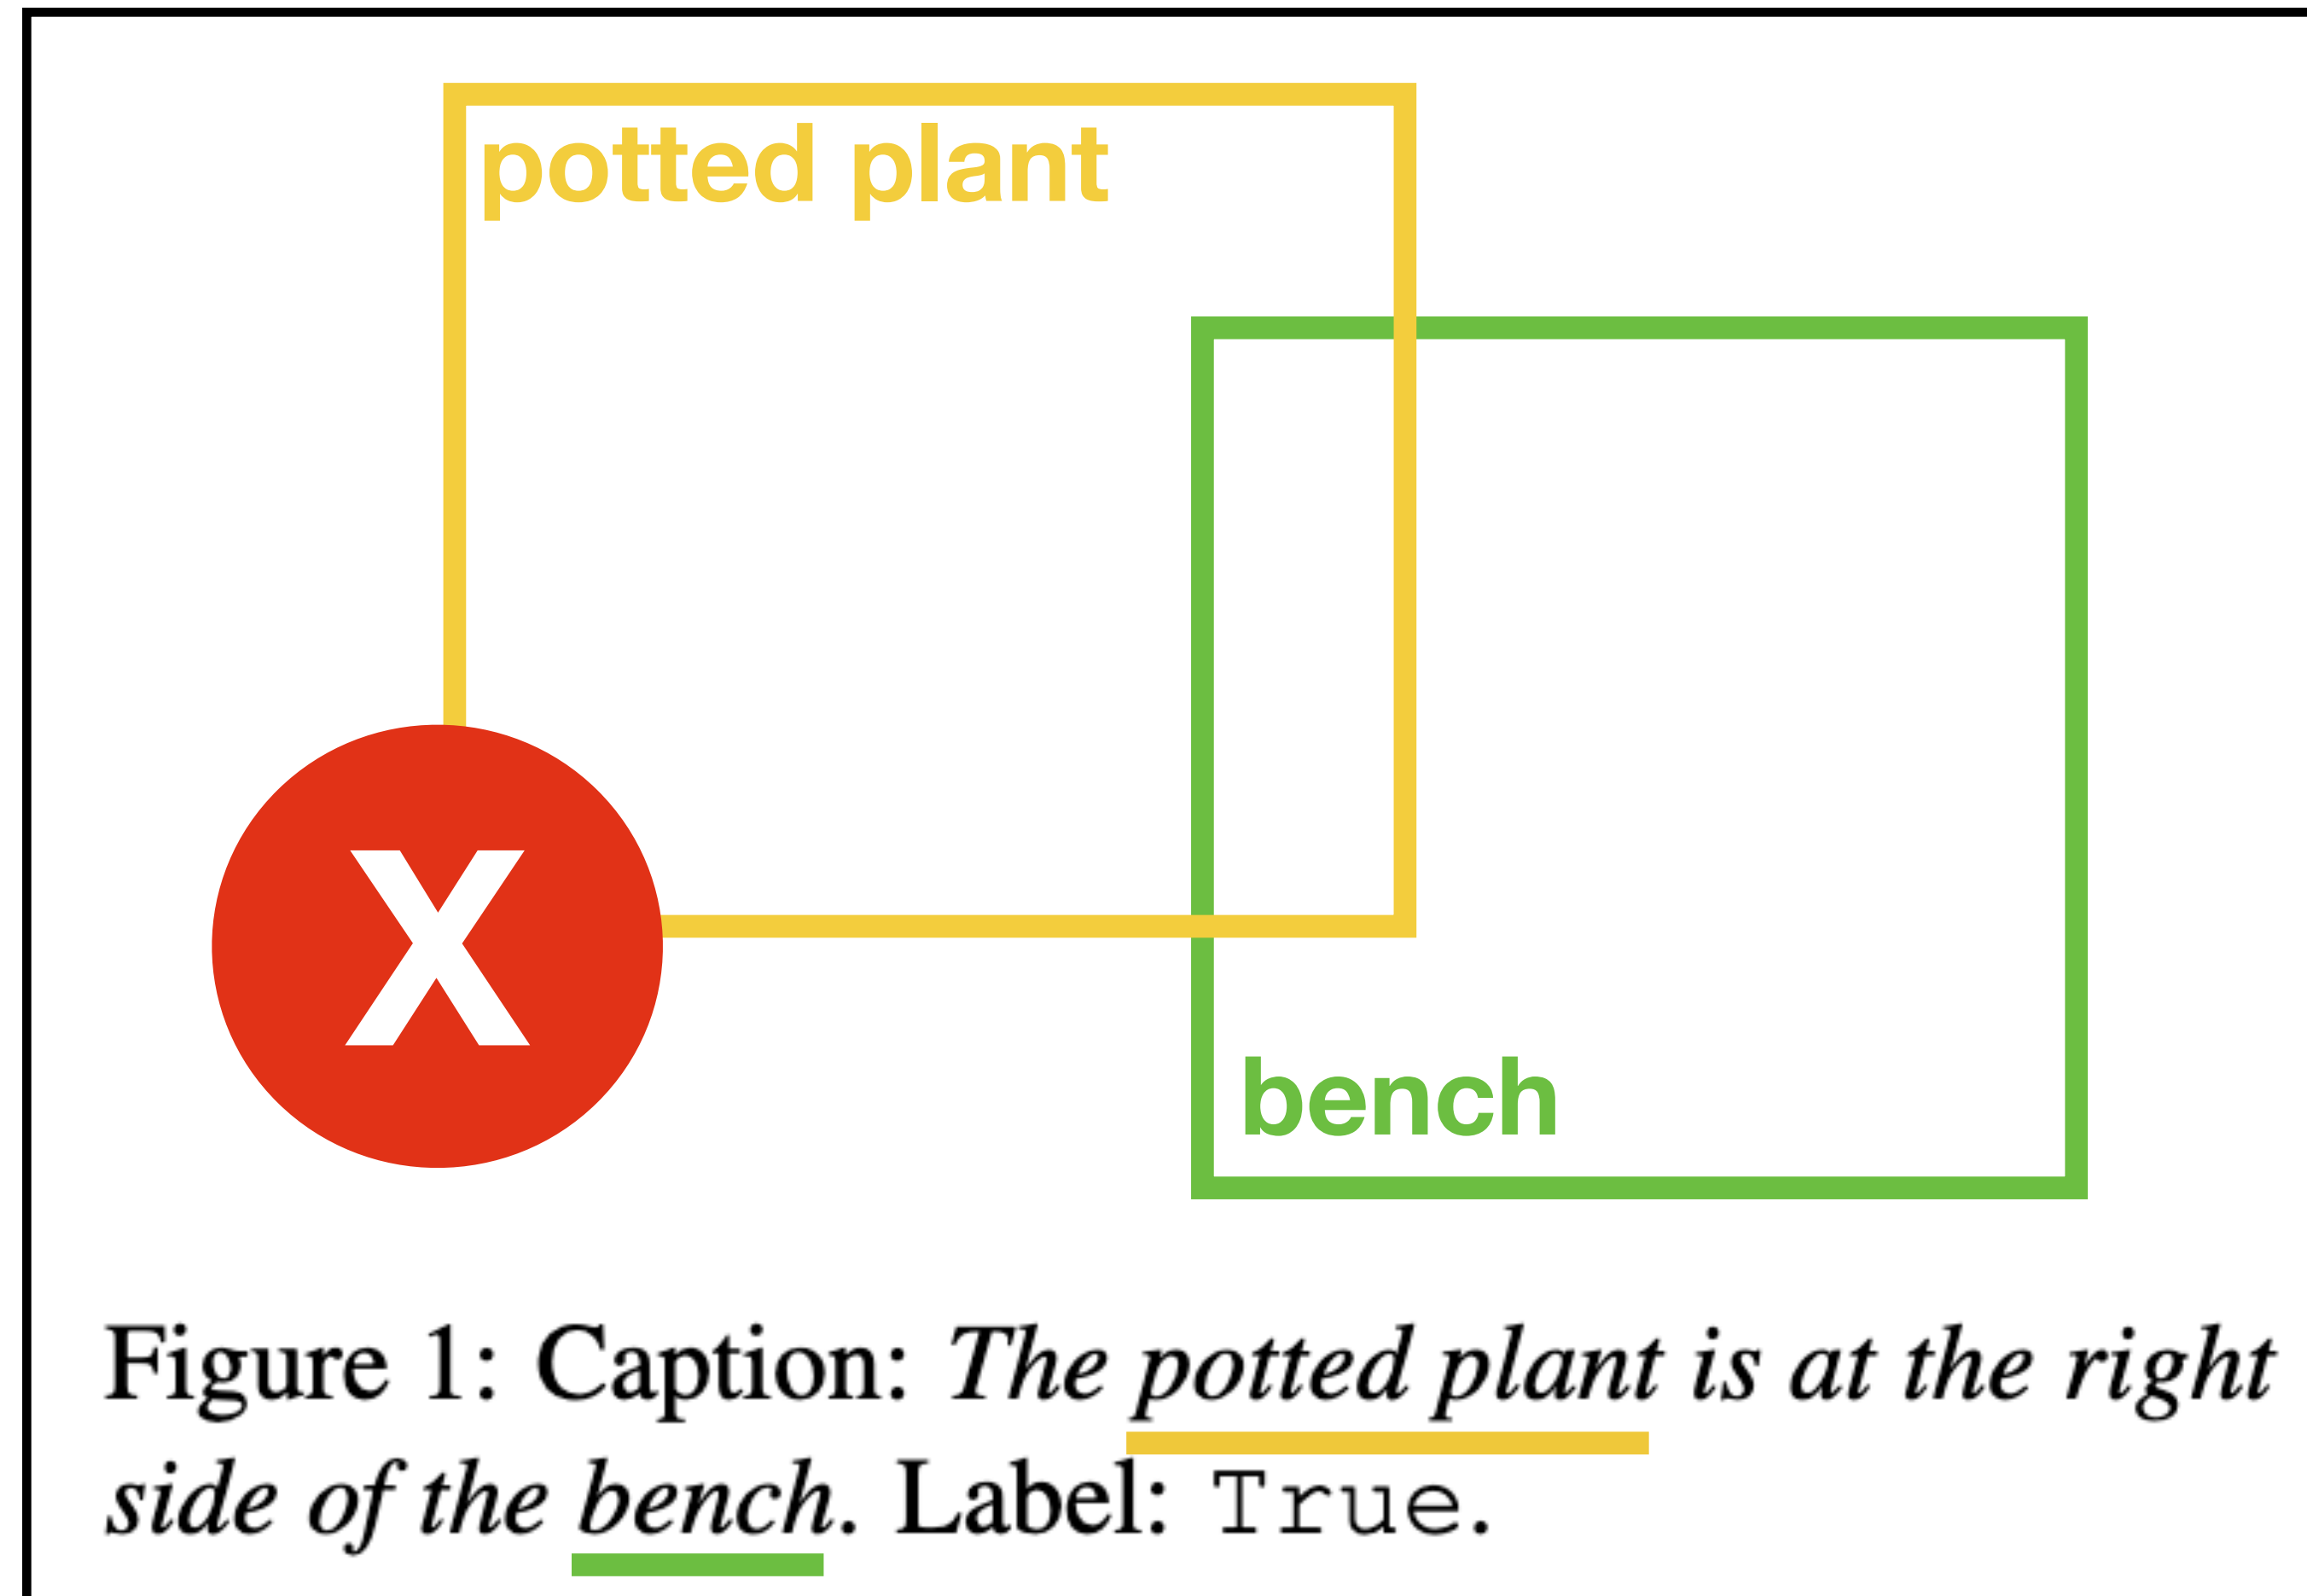 potted plant
X
bench
Figure 1: Caption: The potted plant is at the right
side of the bench. Label: True.